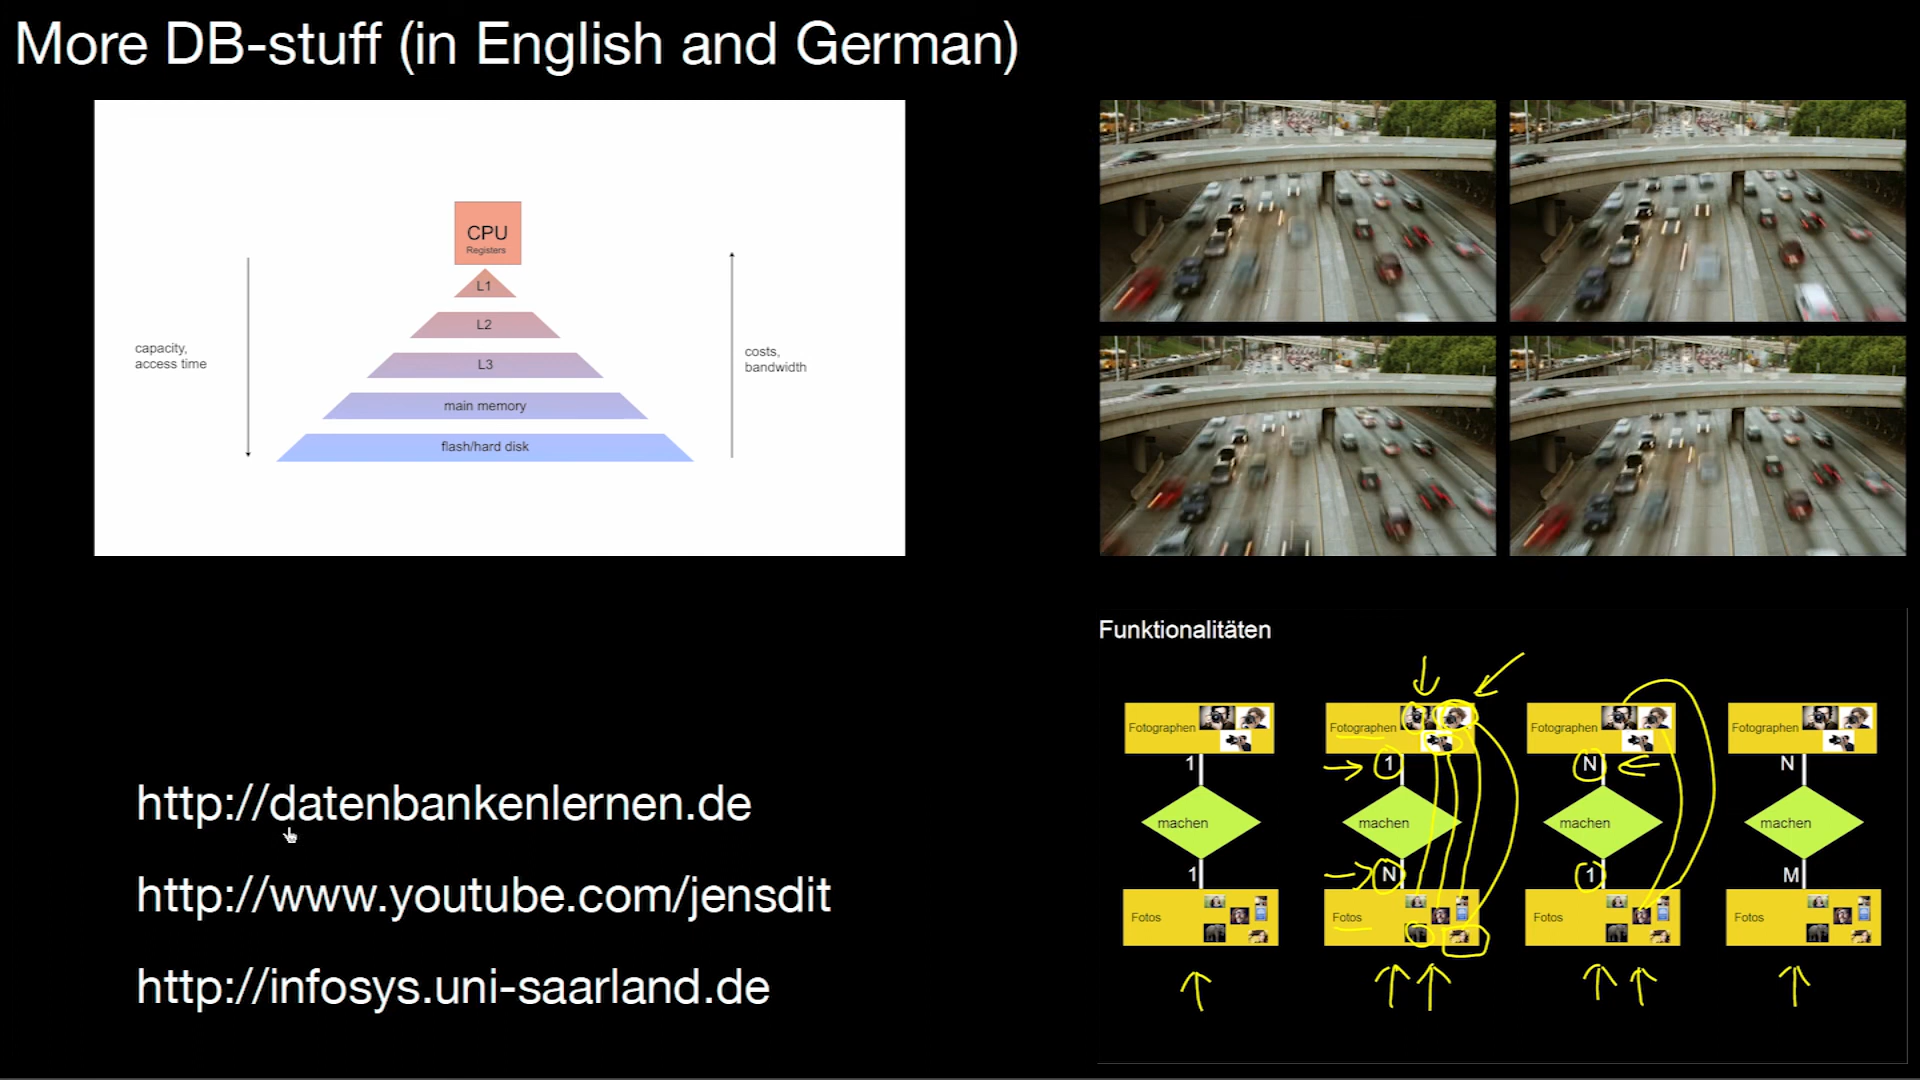 More DB-stuff (in English and German)
CPU
Registers
L1
L2
L3
main memory
flash/hard disk
capacity,
access time
costs,
bandwidth
http://datenbankenlernen.de
http://www.youtube.com/jensdit
http://infosys.uni-saarland.de
Funktionalitäten
Fotographen
1
machen
1
Fotos
Fotographen
1
machen
N
Fotos
Fotographen
N
machen
1
Fotos
Fotographen
N
machen
M
Fotos